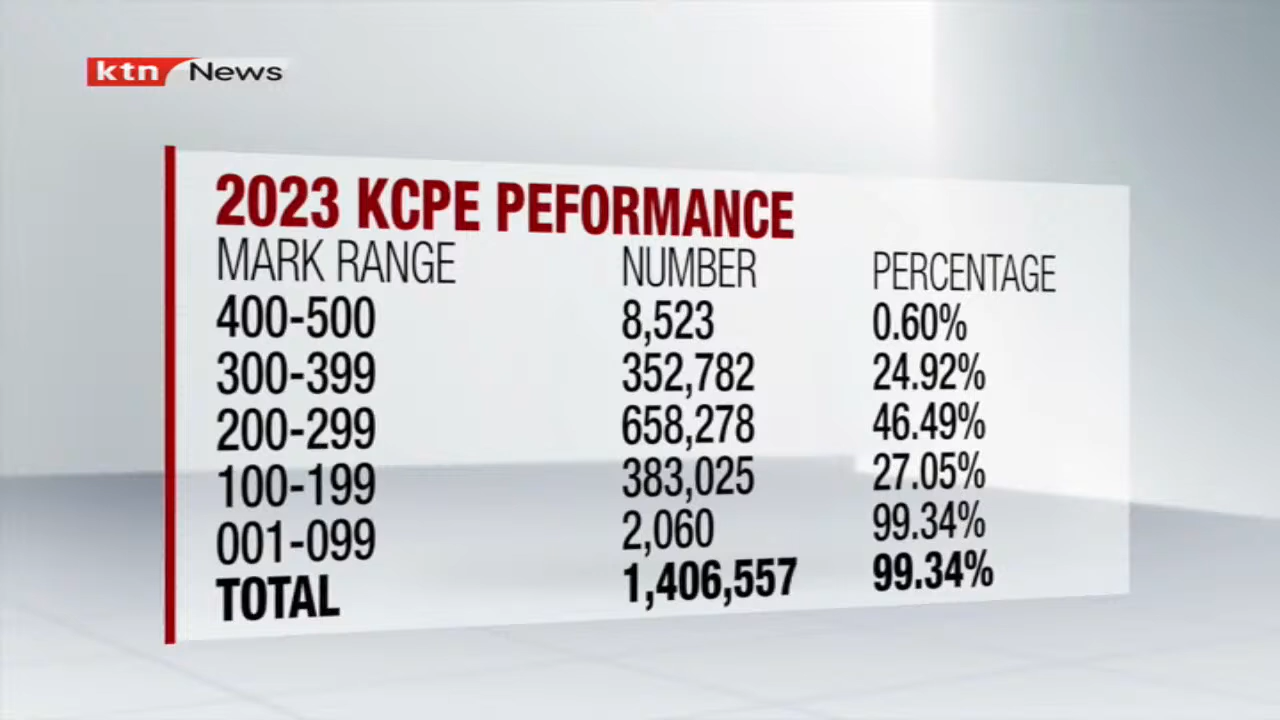 ktn News
2023 KCPE PEFORMANCE
MARK RANGE NUMBER PERCENTAGE
400-500 8,523 0.60%
300-399 352,782 24.92%
200-299 658,278 46.49%
100-199 383,025 27.05%
001-099 2,060 99.34%
TOTAL 1,406,557 99.34%